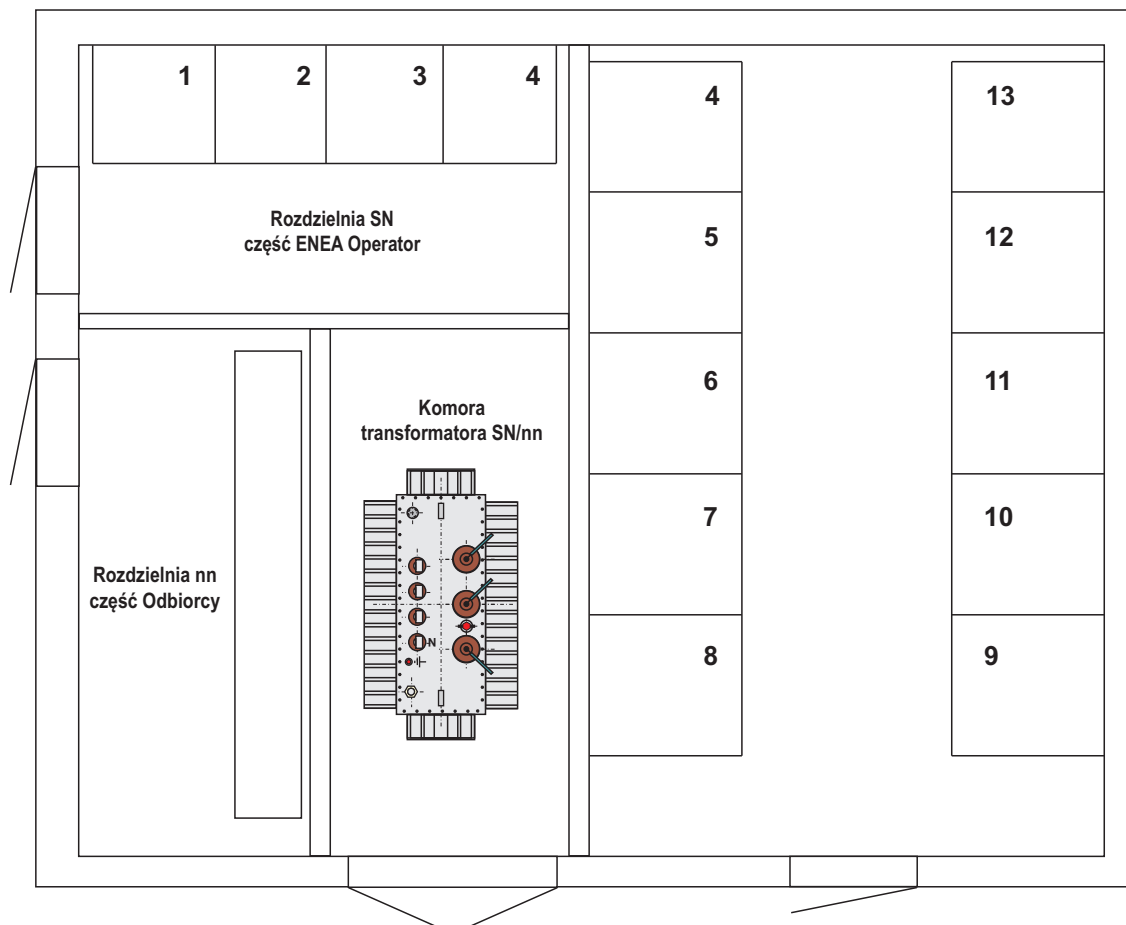 1
2
3
4
Rozdzielnia SN
część ENEA Operator
Komora
transformatora SN/nn
Rozdzielnia nn
część Odbiorcy
N
4
5
6
7
8
13
12
11
10
9